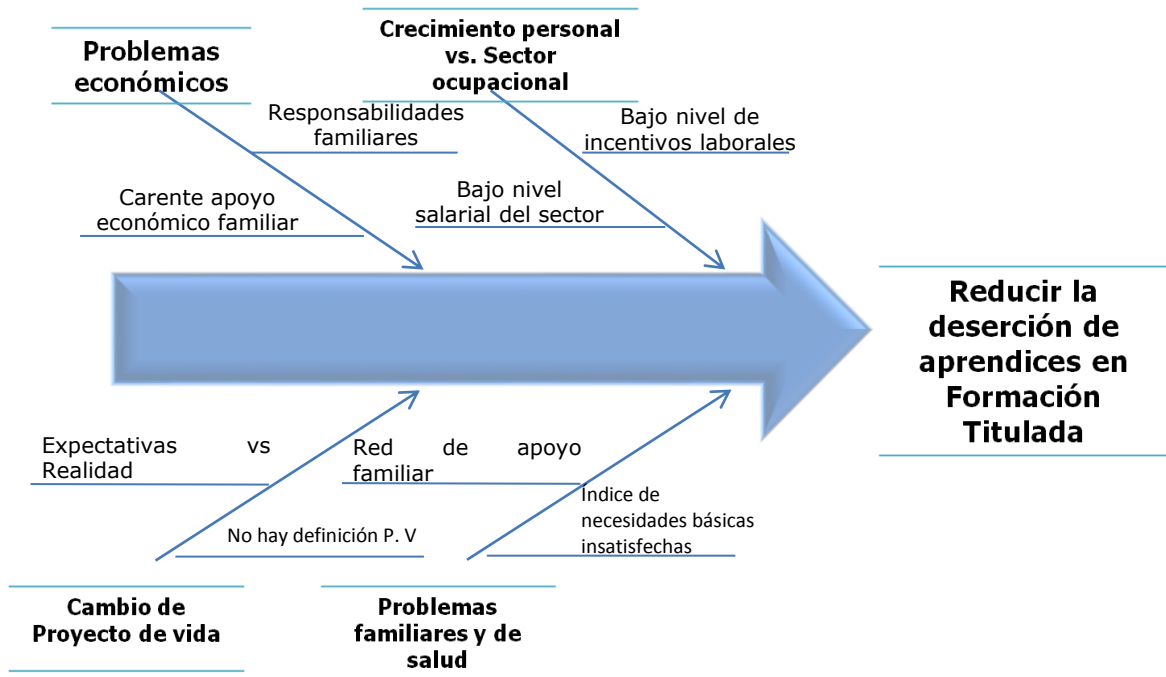 Problemas
económicos
Crecimiento personal
vs. Sector
ocupacional
Responsabilidades
familiares
Bajo nivel de
incentivos laborales
Carente apoyo
económico familiar
Bajo nivel
salarial del sector
Reducir la
deserción de
aprendices en
Formación
Titulada
Expectativas vs
Realidad
Red de apoyo
familiar
Índice de
necesidades básicas
insatisfechas
No hay definición P. V
Cambio de
Proyecto de vida
Problemas
familiares y de
salud